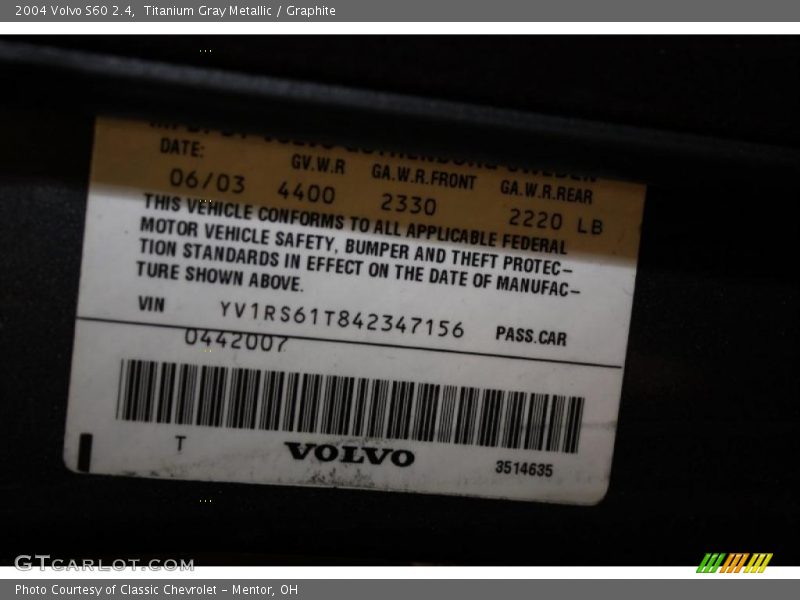 2004 Volvo S60 2.4,  Titanium Gray Metallic / Graphite
DATE: GV.W.R GA.W.R.FRONT GA.W.R.REAR
06/03 4400 2330 2220 LB
THIS VEHICLE CONFORMS TO ALL APPLICABLE FEDERAL
MOTOR VEHICLE SAFETY, BUMPER AND THEFT PROTEC-
TION STANDARDS IN EFFECT ON THE DATE OF MANUFAC-
TURE SHOWN ABOVE.
VIN YV1RS61T842347156 PASS.CAR
0442007
T VOLVO 3514635
GTCARLOT.COM
Photo Courtesy of Classic Chevrolet - Mentor, OH